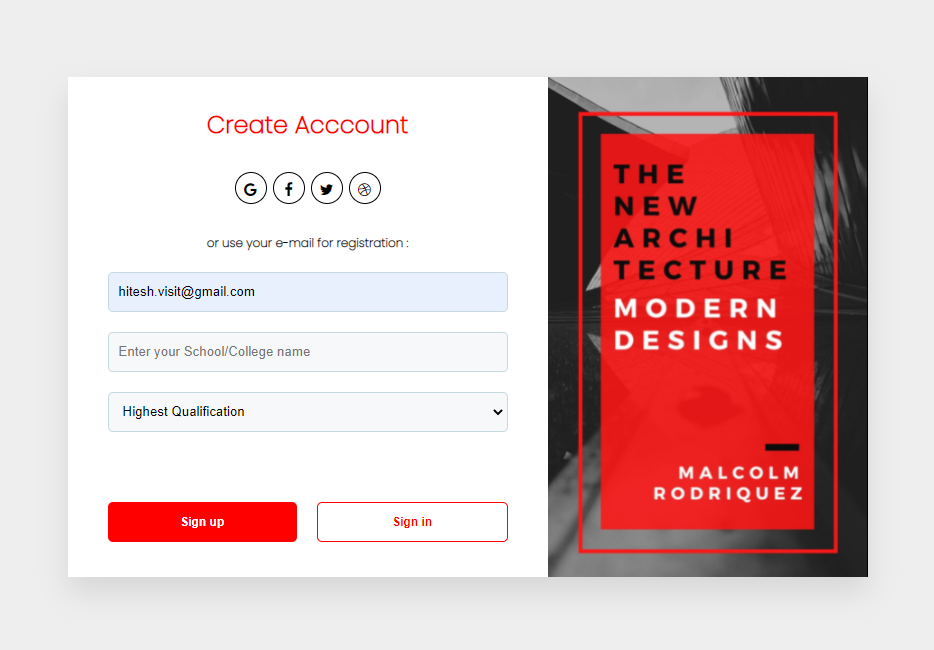 Create Acccount
or use your e-mail for registration :
hitesh.visit@gmail.com
Enter your School/College name
Highest Qualification
Sign up
Sign in
THE
NEW
ARCHI
TECTURE
MODERN
DESIGNS
MALCOLM
RODRIQUEZ